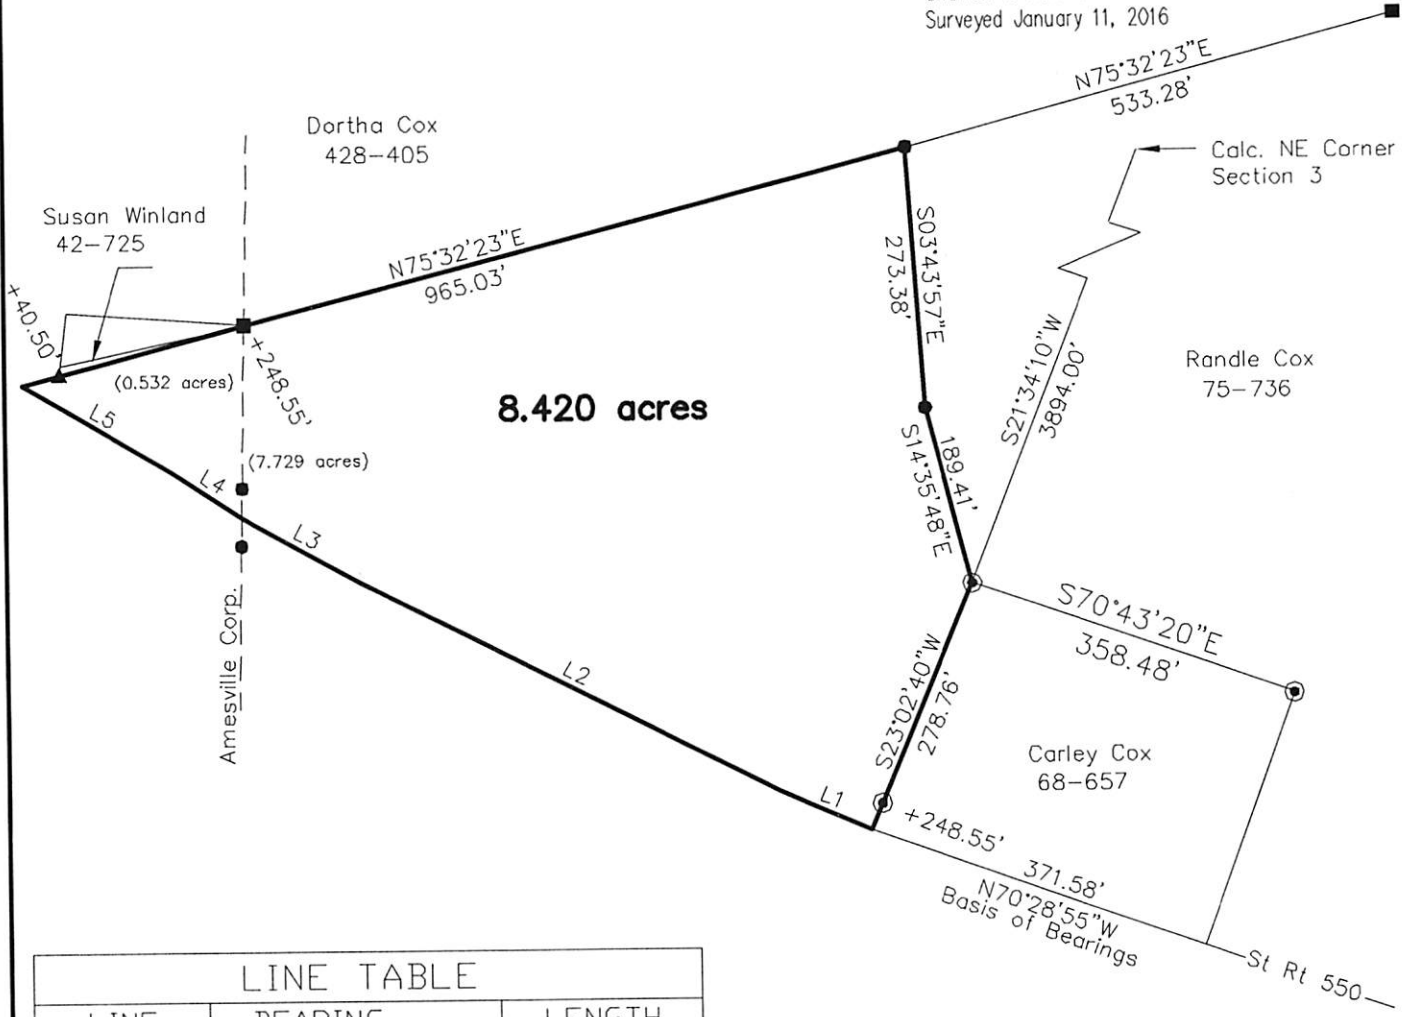 Surveyed January 11, 2016
N75°32'23"E
533.28'
Dortha Cox
428-405
Calc. NE Corner
Section 3
Susan Winland
42-725
N75°32'23"E
965.03'
S03°43'57"E
273.38'
+40.50'
(0.532 acres)
+248.55'
8.420 acres
S21°34'10"W
3894.00'
Randle Cox
75-736
L5
L4
(7.729 acres)
L3
189.41'
S14°35'48"E
Amesville Corp.
S70°43'20"E
358.48'
L2
S23°02'40"W
278.76'
Carley Cox
68-657
L1
+248.55'
371.58'
N70°28'55"W
Basis of Bearings
St Rt 550
LINE TABLE
LINE BEARING LENGTH